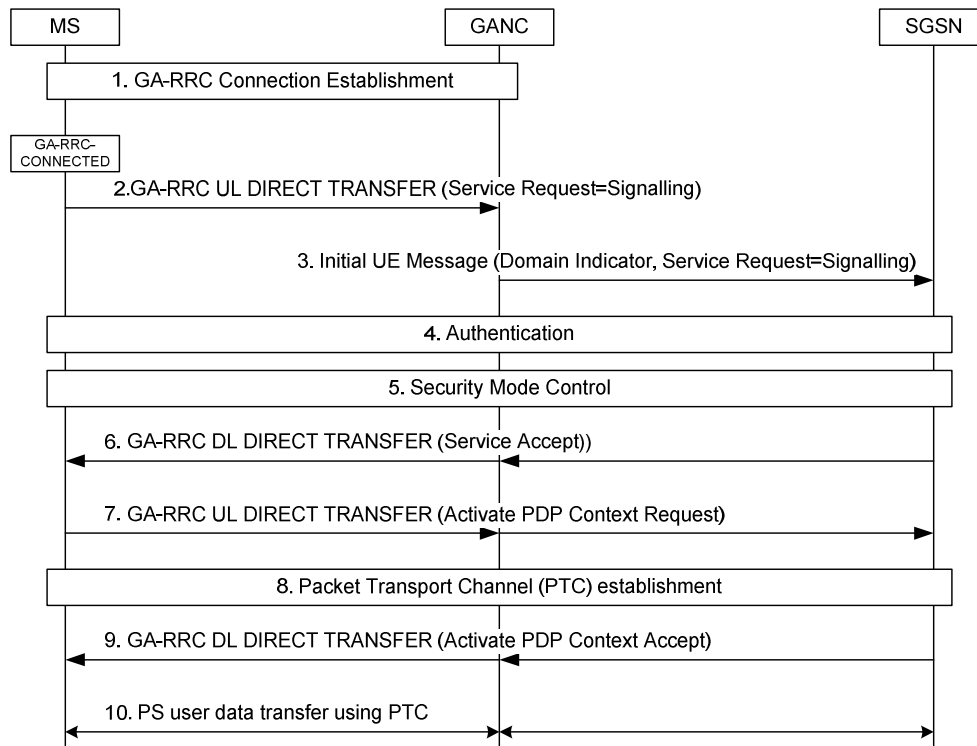 MS
GANC
SGSN
1. GA-RRC Connection Establishment
GA-RRC-
CONNECTED
2.GA-RRC UL DIRECT TRANSFER (Service Request=Signalling)
3. Initial UE Message (Domain Indicator, Service Request=Signalling)
4. Authentication
5. Security Mode Control
6. GA-RRC DL DIRECT TRANSFER (Service Accept))
7. GA-RRC UL DIRECT TRANSFER (Activate PDP Context Request)
8. Packet Transport Channel (PTC) establishment
9. GA-RRC DL DIRECT TRANSFER (Activate PDP Context Accept)
10. PS user data transfer using PTC